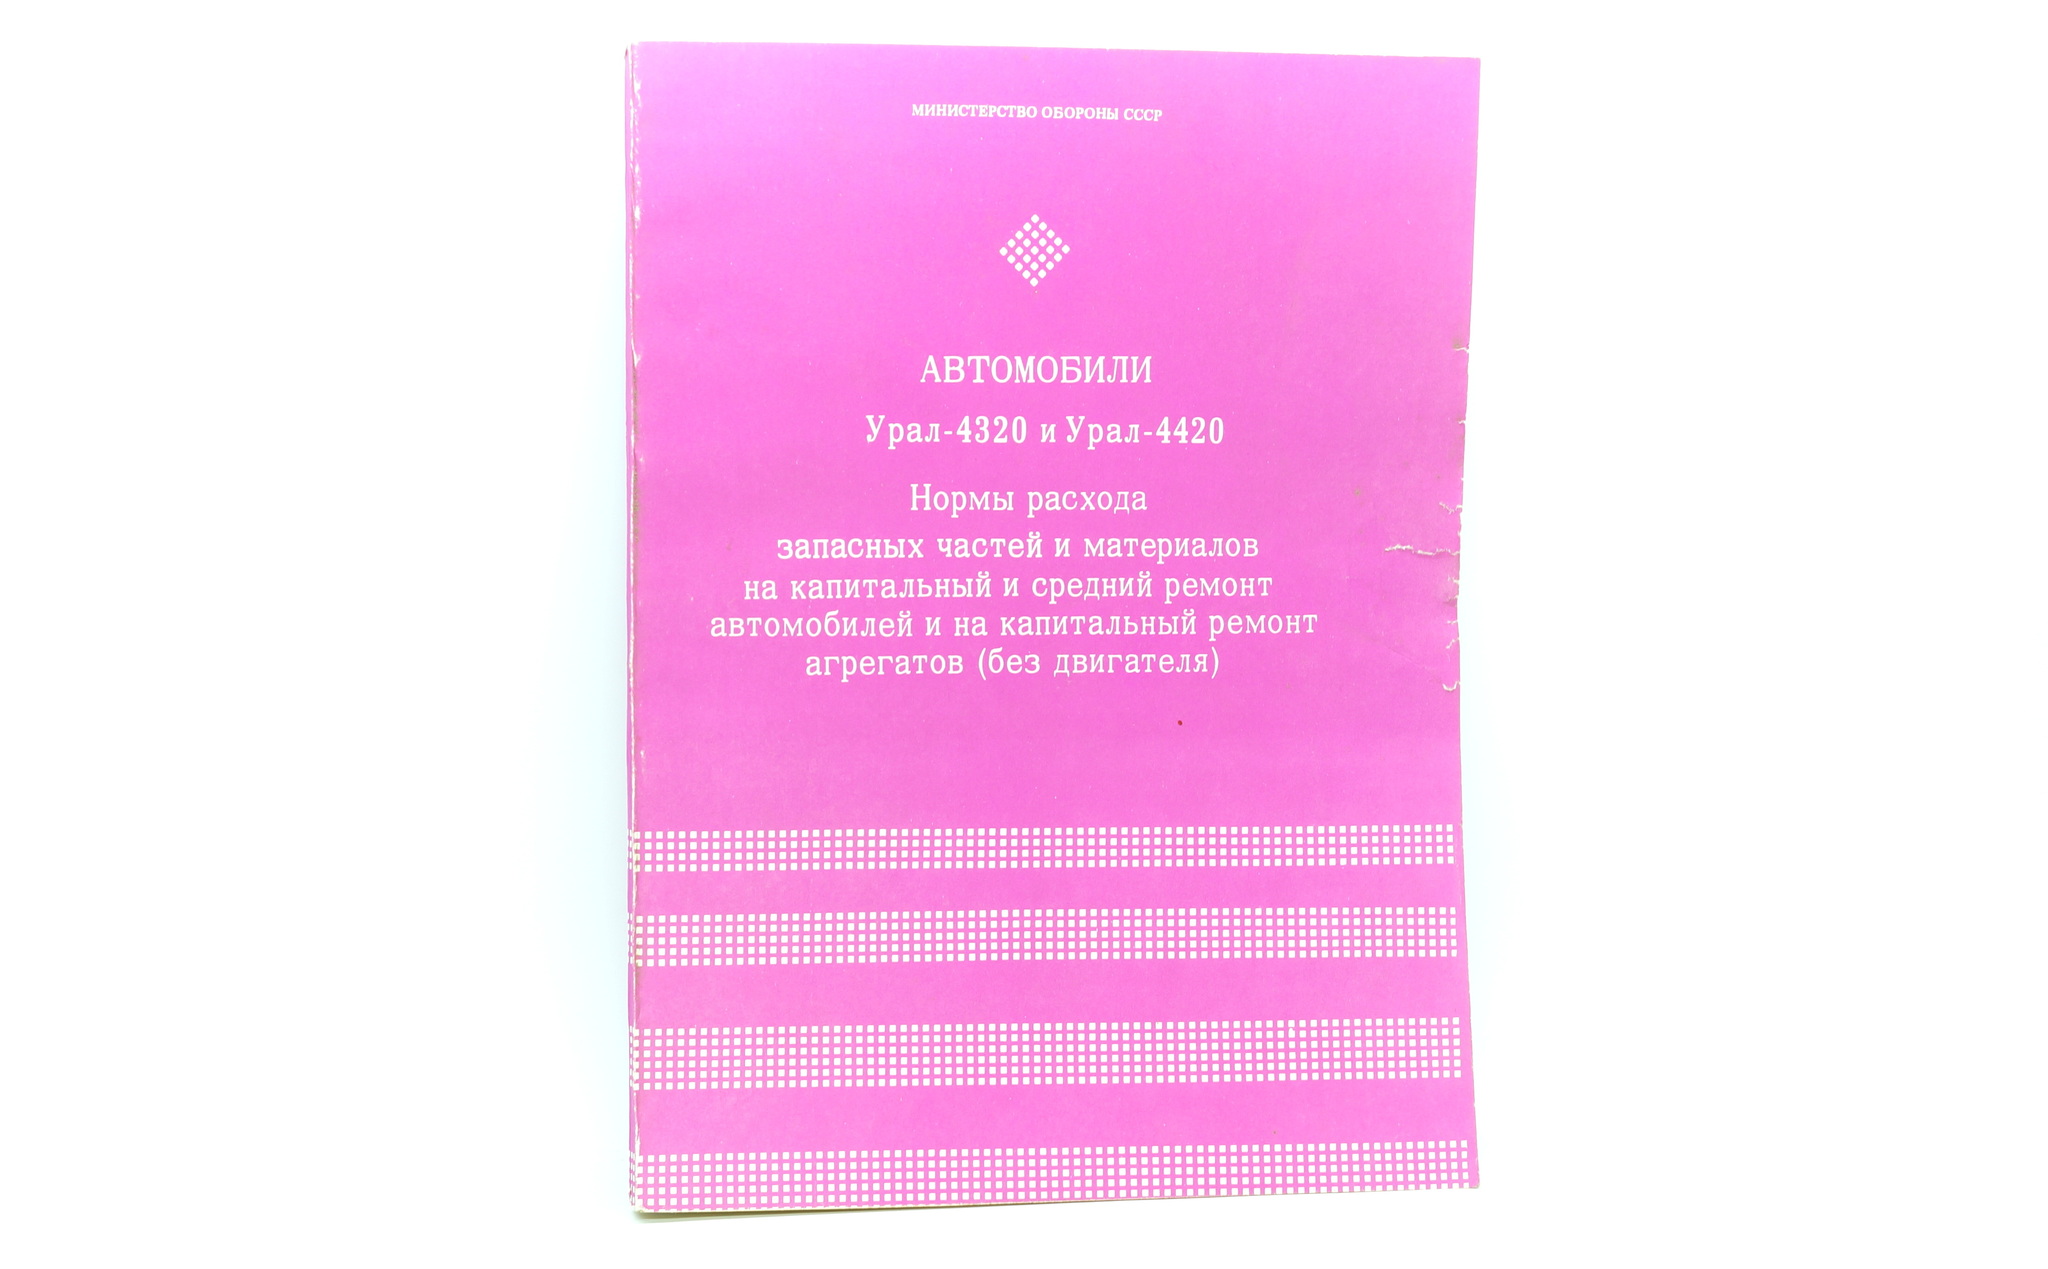 МИНИСТЕРСТВО ОБОРОНЫ СССР
АВТОМОБИЛИ
Урал-4320 и Урал-4420
Нормы расхода
запасных частей и материалов
на капитальный и средний ремонт
автомобилей и на капитальный ремонт
агрегатов (без двигателя)